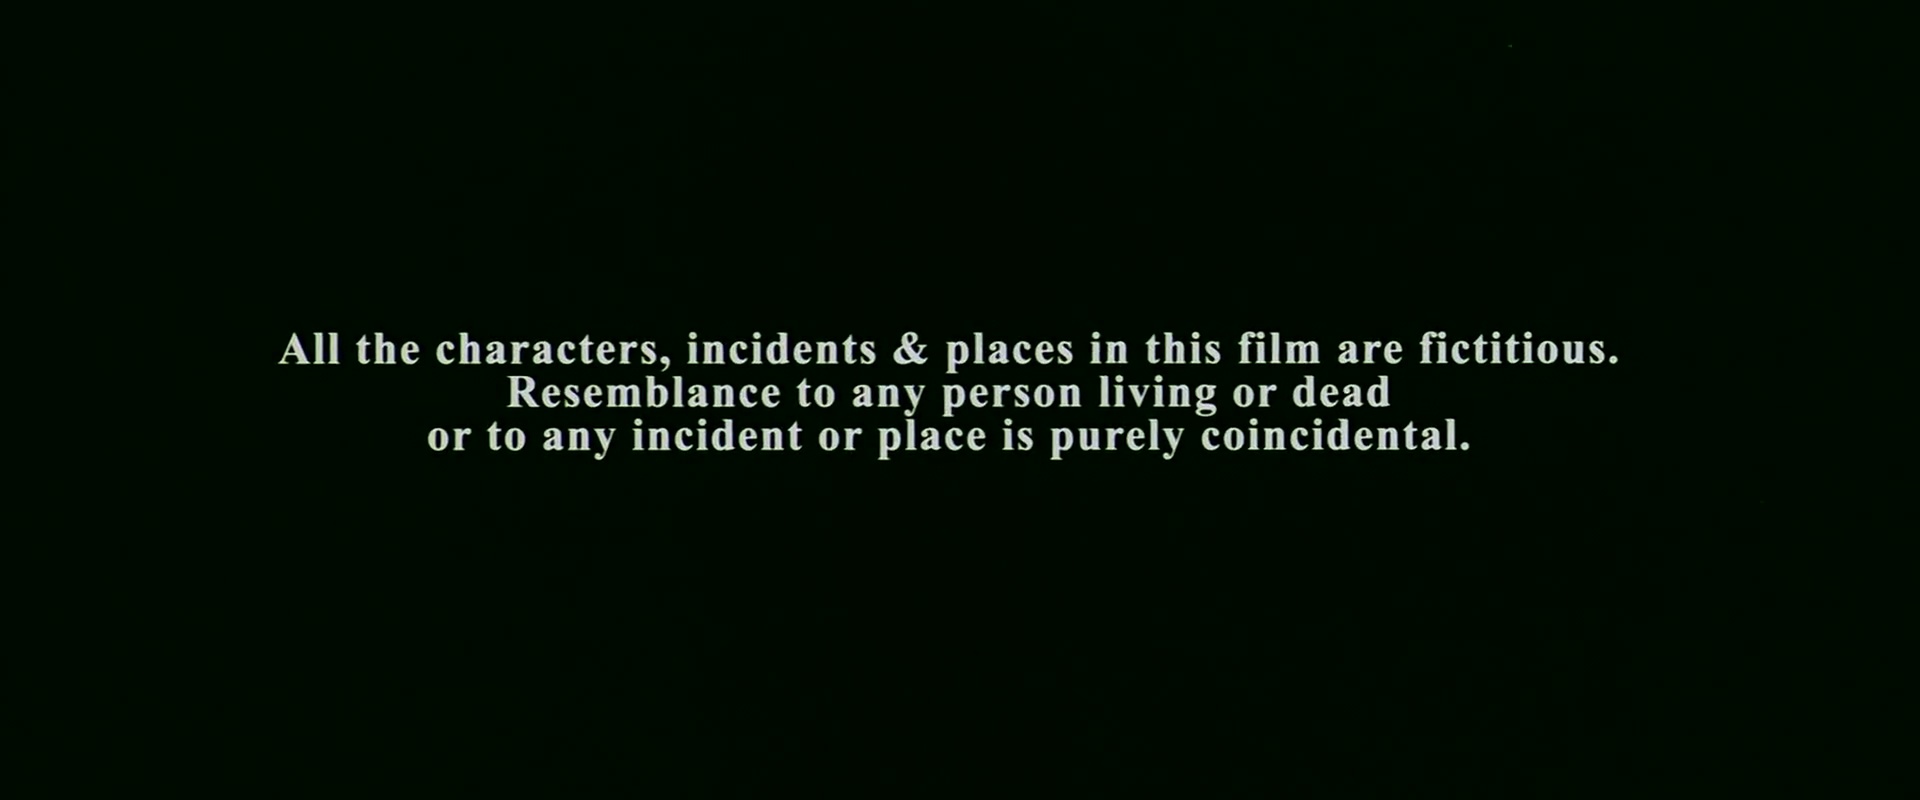 All the characters, incidents & places in this film are fictitious.
Resemblance to any person living or dead
or to any incident or place is purely coincidental.